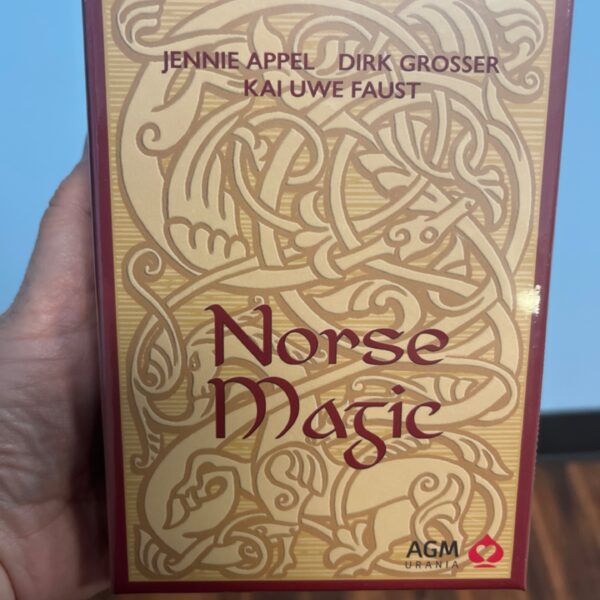 JENNIE APPEL DIRK GROSSER
KAI UWE FAUST
Norse
Magic
AGM
URANIA